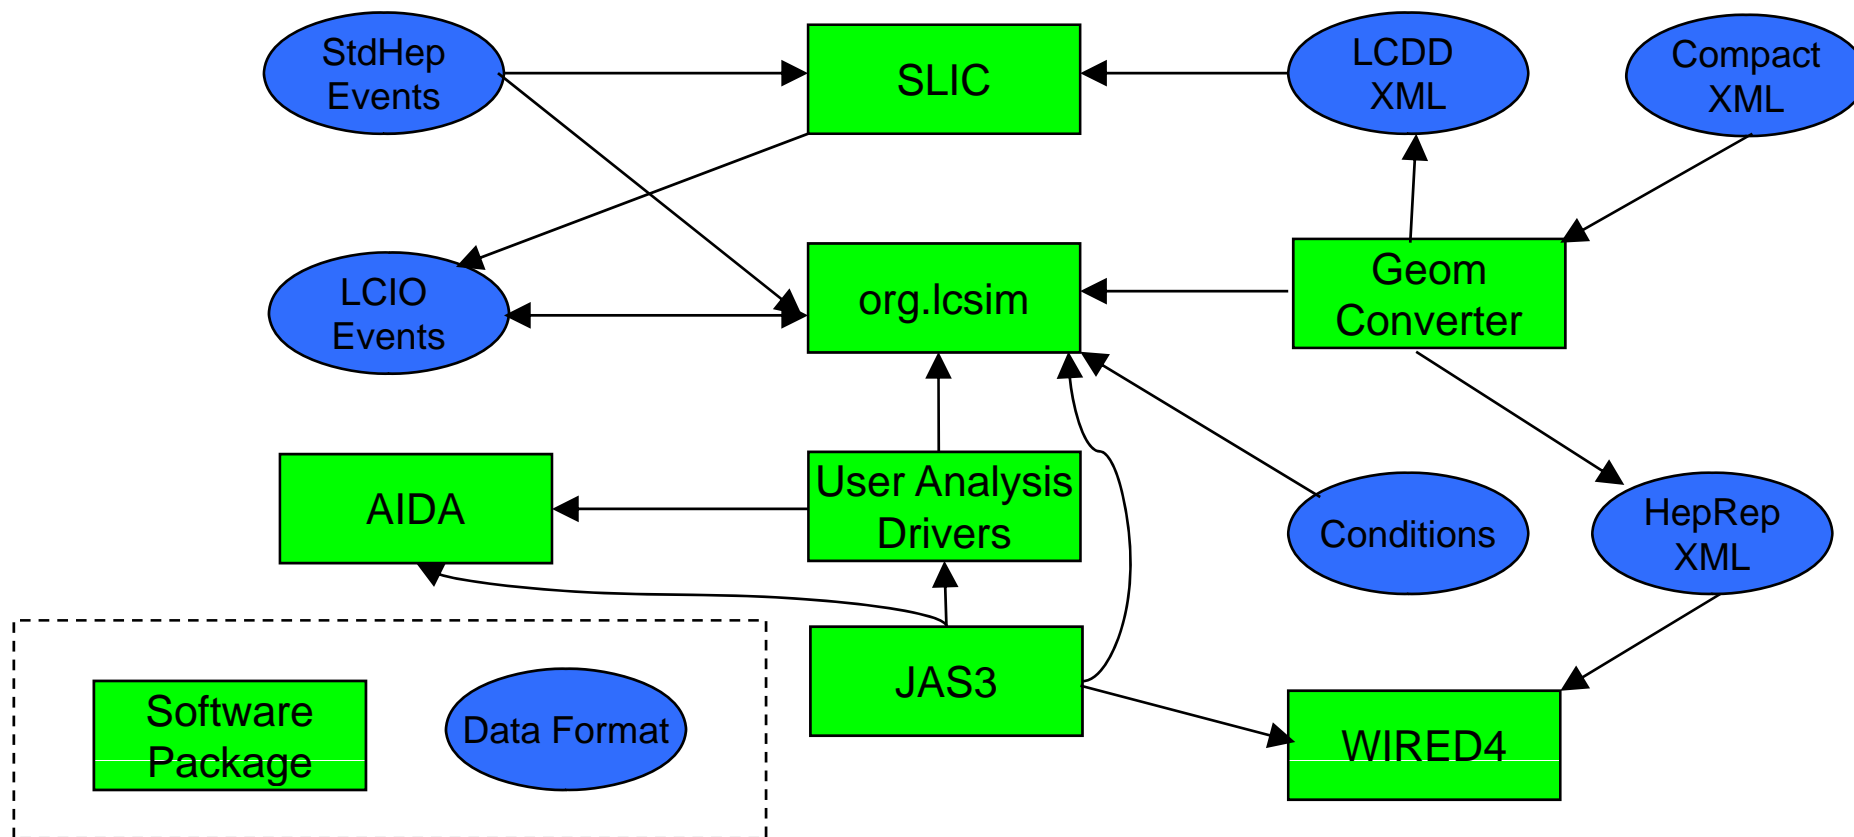 StdHep
Events
SLIC
LCDD
XML
Compact
XML
LCIO
Events
org.lcsim
Geom
Converter
AIDA
User Analysis
Drivers
Conditions
HepRep
XML
JAS3
WIRED4
Software
Package
Data Format